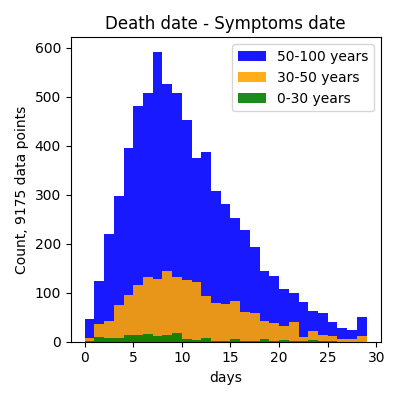 Death date - Symptoms date
50-100 years
30-50 years
0-30 years
Count, 9175 data points
600
500
400
300
200
100
0
0 5 10 15 20 25 30
days